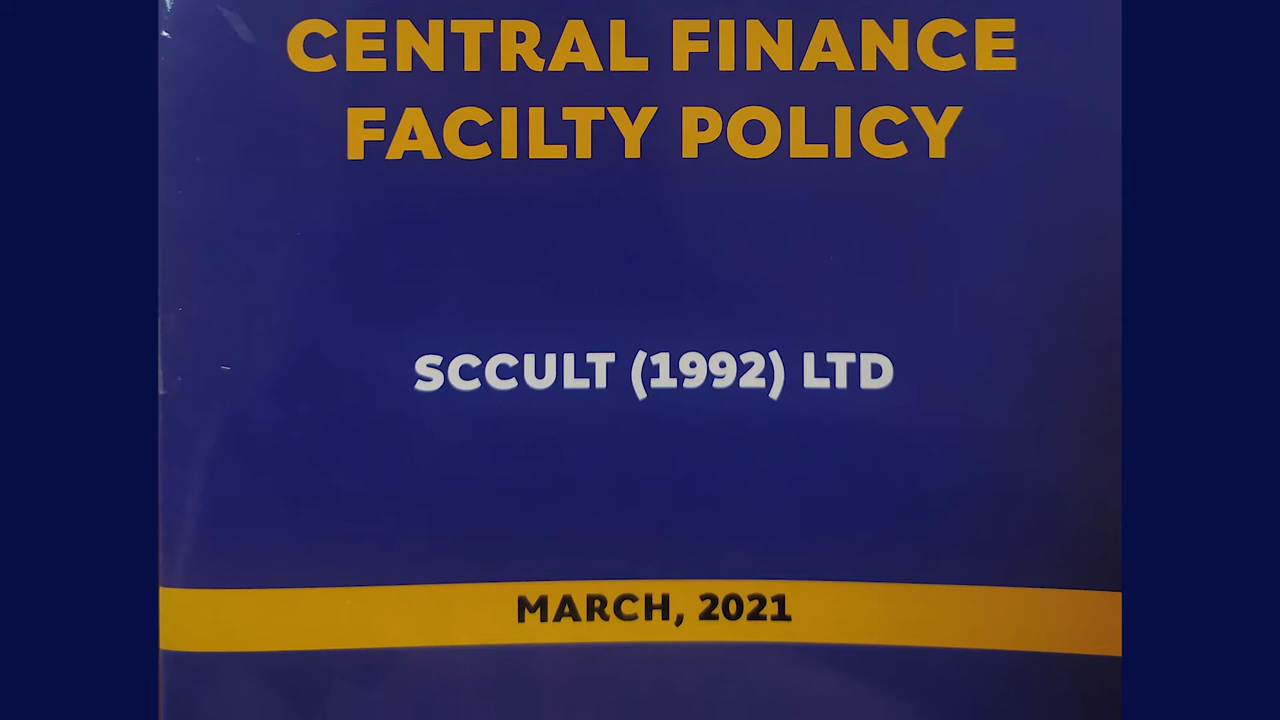 CENTRAL FINANCE
FACILTY POLICY
SCCULT (1992) LTD
MARCH, 2021